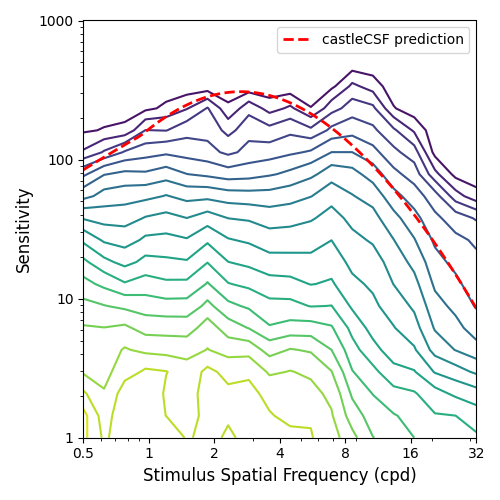 1000
castleCSF prediction
100
Sensitivity
10
1
0.5 1 2 4 8 16 32
Stimulus Spatial Frequency (cpd)